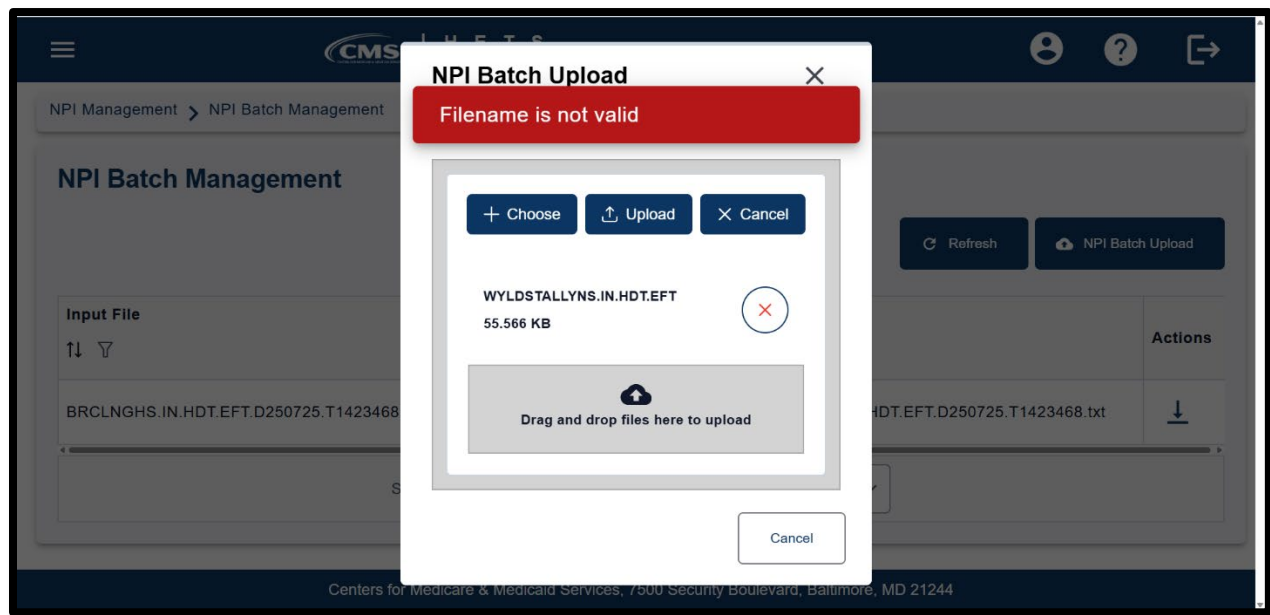 CMS
H E T S
NPI Batch Upload
NPI Management NPI Batch Management
Filename is not valid
NPI Batch Management
Choose Upload Cancel
Refresh NPI Batch Upload
WYLDSTALLYNS.IN.HDT.EFT
55.566 KB
Input File
Actions
BRCLNGHS.IN.HDT.EFT.D250725.T1423468
HDT.EFT.D250725.T1423468.txt
Drag and drop files here to upload
S
Cancel
Centers for Medicare & Medicaid Services, 7500 Security Boulevard, Baltimore, MD 21244